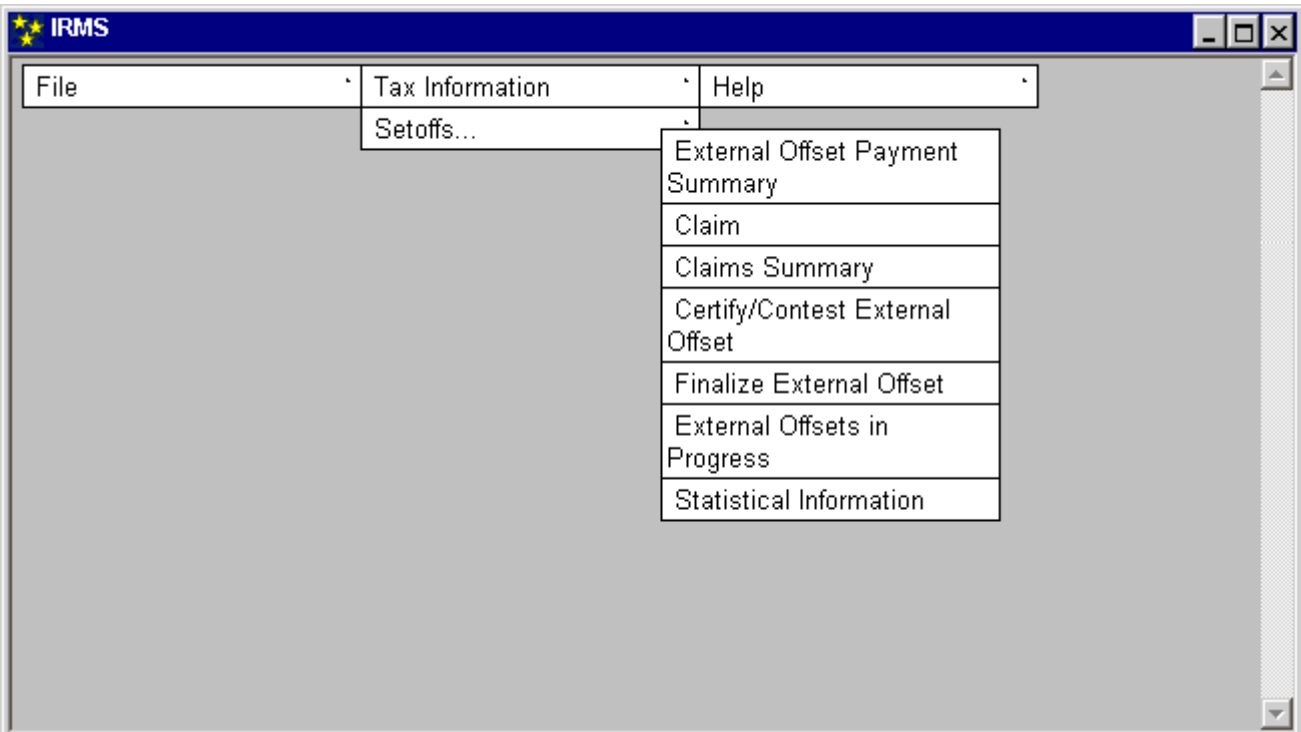 IRMS
File Tax Information Help
Setoffs...
External Offset Payment
Summary
Claim
Claims Summary
Certify/Contest External
Offset
Finalize External Offset
External Offsets in
Progress
Statistical Information